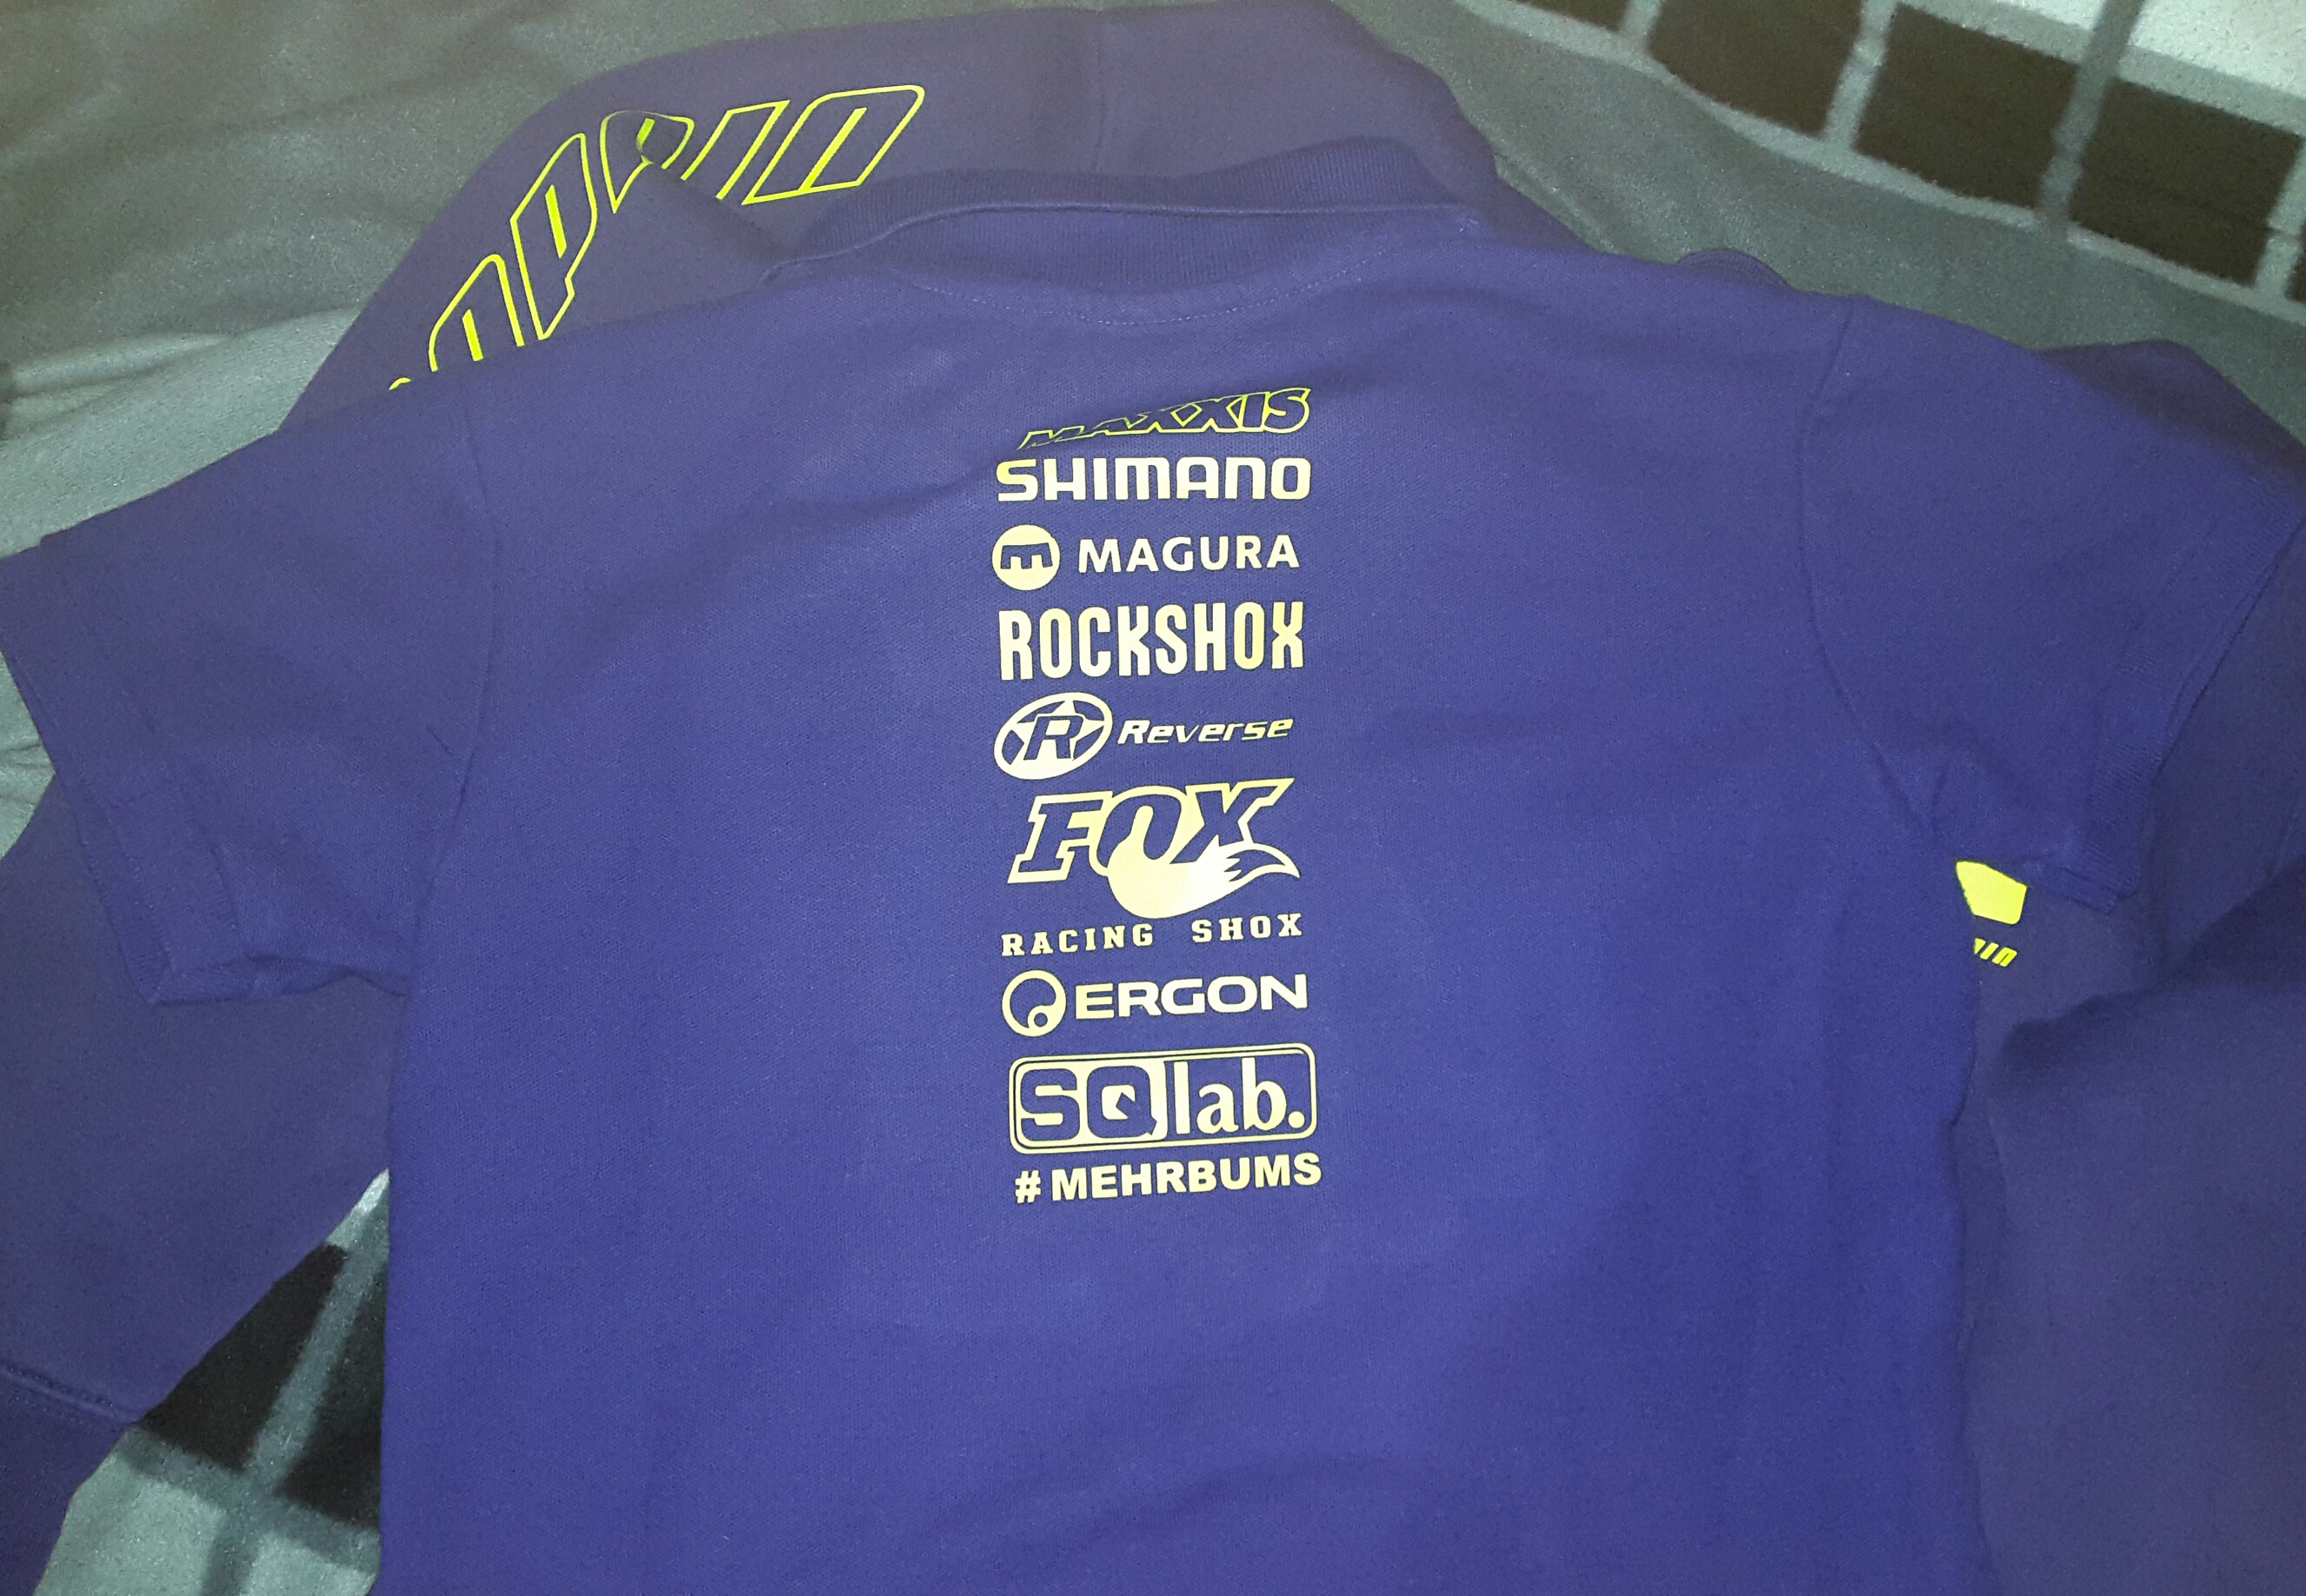 MAXXIS
SHIMANO
m MAGURA
ROCKSHOX
R Reverse
FOX
RACING SHOX
ERGON
SQlab.
#MEHRBUMS